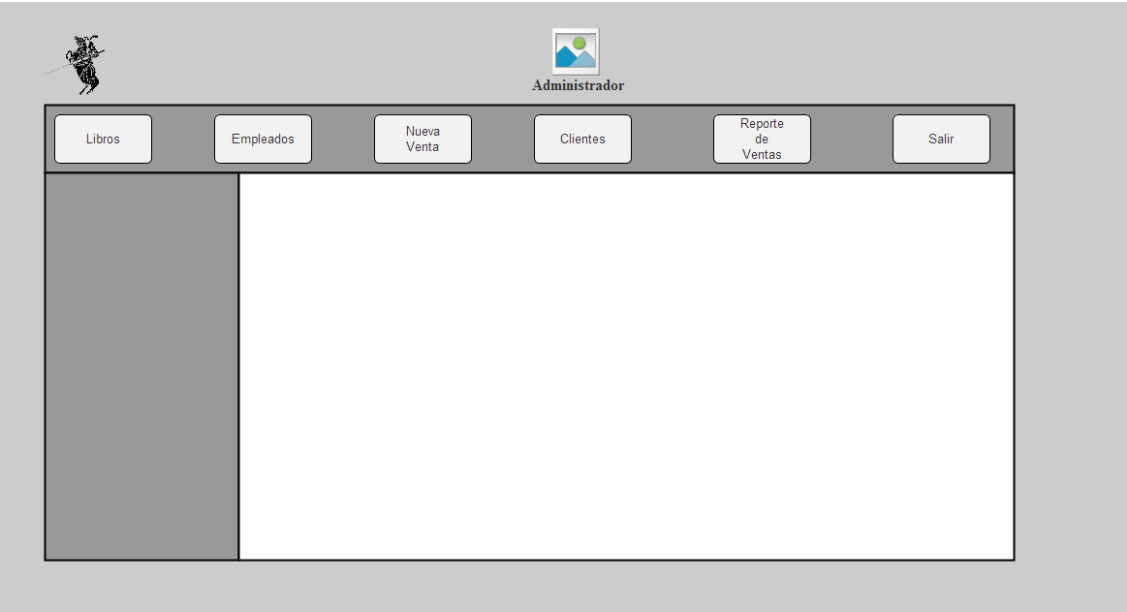 Administrador
Libros
Empleados
Nueva
Venta
Clientes
Reporte
de
Ventas
Salir